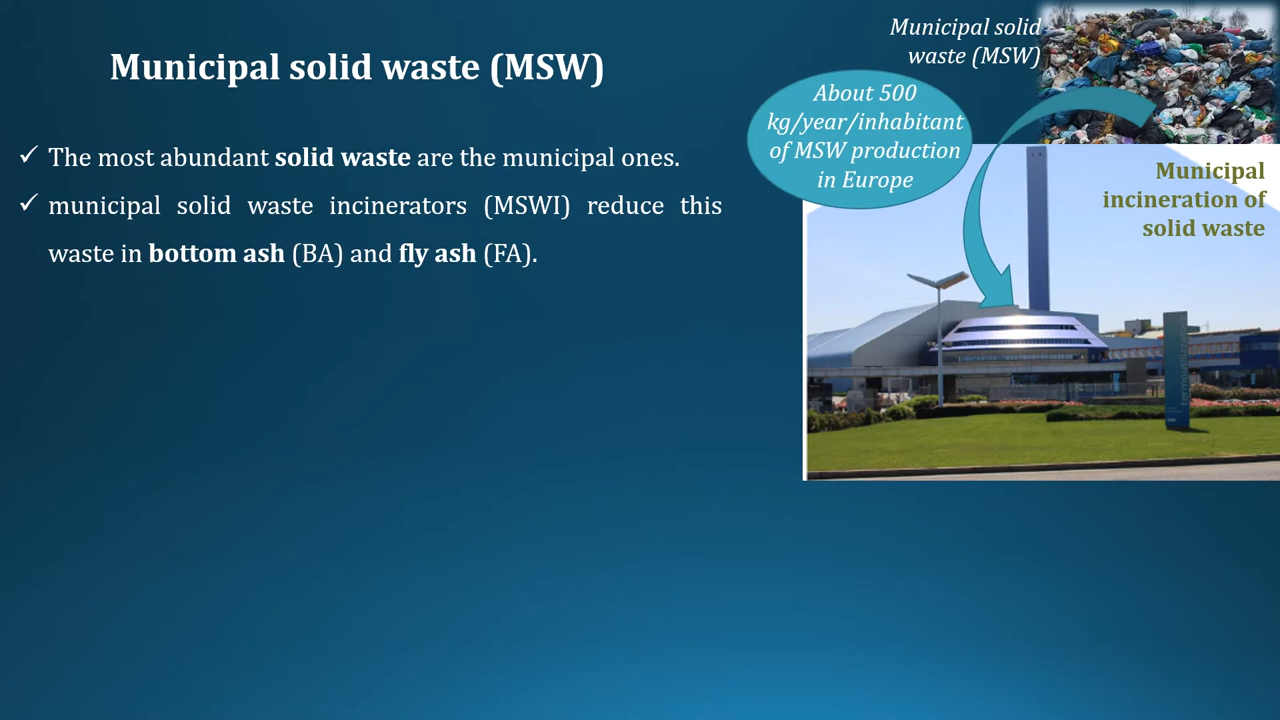 Municipal solid waste (MSW)
✓ The most abundant solid waste are the municipal ones.
✓ municipal solid waste incinerators (MSWI) reduce this
waste in bottom ash (BA) and fly ash (FA).
Municipal solid
waste (MSW)
About 500
kg/year/inhabitant
of MSW production
in Europe
Municipal
incineration of
solid waste